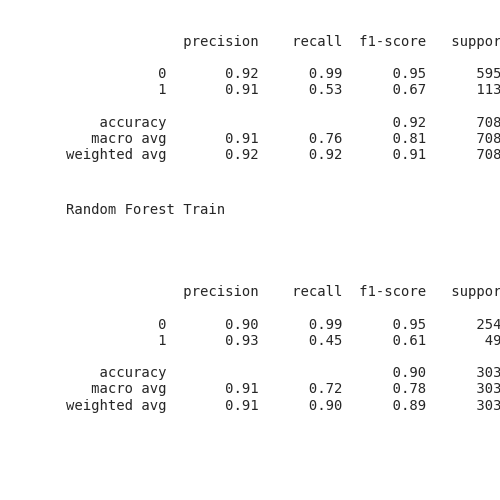 precision recall f1-score suppor
0 0.92 0.99 0.95 595
1 0.91 0.53 0.67 113
accuracy 0.92 708
macro avg 0.91 0.76 0.81 708
weighted avg 0.92 0.92 0.91 708
Random Forest Train
precision recall f1-score suppor
0 0.90 0.99 0.95 254
1 0.93 0.45 0.61 49
accuracy 0.90 303
macro avg 0.91 0.72 0.78 303
weighted avg 0.91 0.90 0.89 303